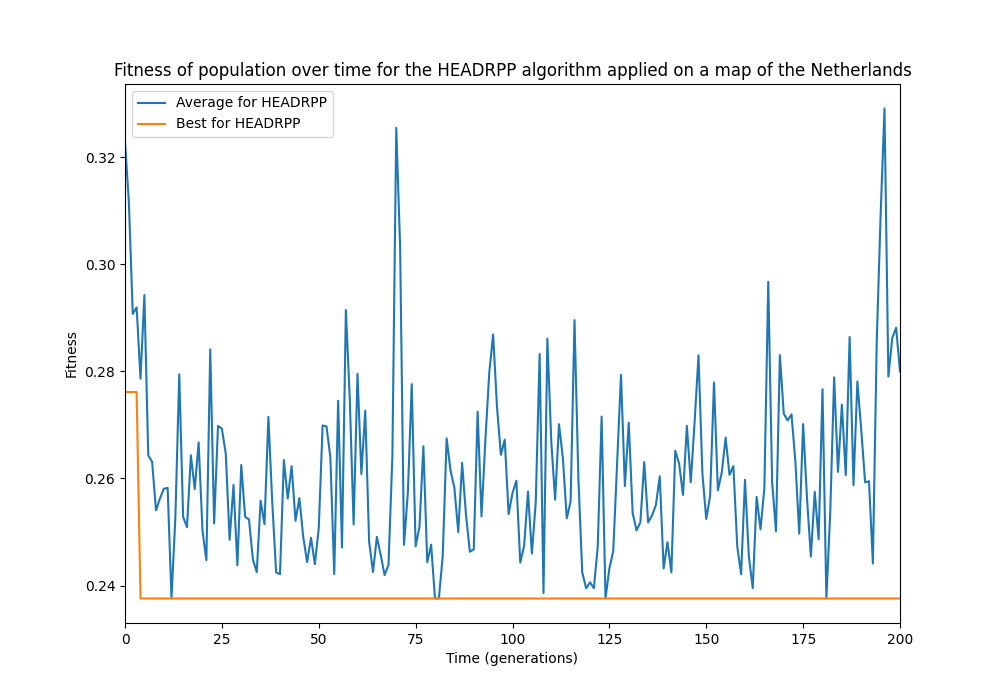 Fitness of population over time for the HEADRPP algorithm applied on a map of the Netherlands
Average for HEADRPP
Best for HEADRPP
0.32
0.30
0.28
0.26
0.24
Fitness
0 25 50 75 100 125 150 175 200
Time (generations)